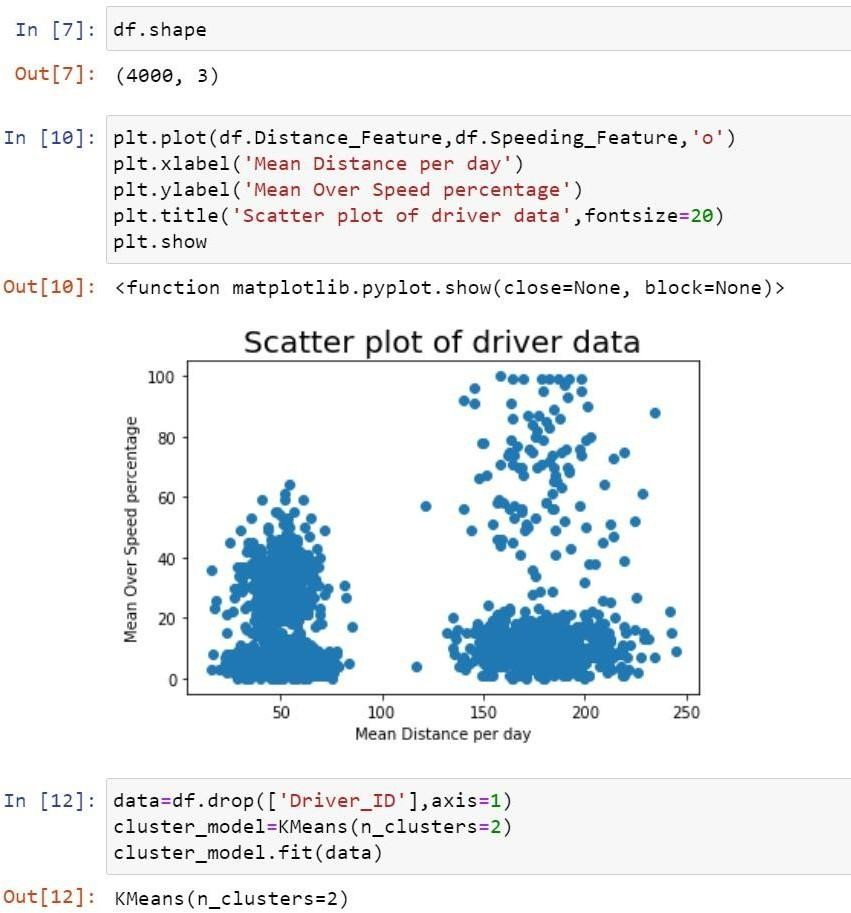 In [7]: df.shape
Out[7]: (4000, 3)
In [10]: plt.plot(df.Distance_Feature,df.Speeding_Feature,'o')
plt.xlabel('Mean Distance per day')
plt.ylabel('Mean Over Speed percentage')
plt.title('Scatter plot of driver data',fontsize=20)
plt.show
Out[10]: <function matplotlib.pyplot.show(close=None, block=None)>
Scatter plot of driver data
Mean Over Speed percentage
100
80
60
40
20
0
50 100 150 200 250
Mean Distance per day
In [12]: data=df.drop(['Driver_ID'],axis=1)
cluster_model=KMeans(n_clusters=2)
cluster_model.fit(data)
Out[12]: KMeans(n_clusters=2)